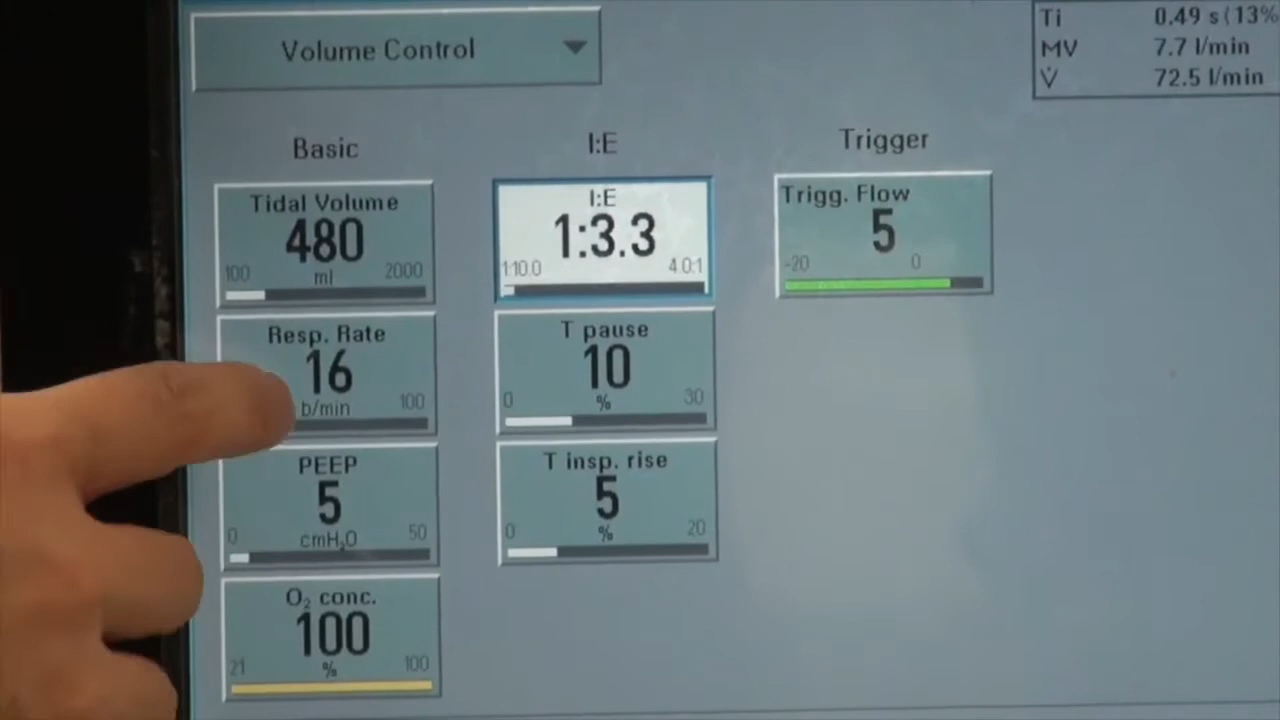 Volume Control
Ti 0.49 s (13%
MV 7.7 l/min
V̇ 72.5 l/min
Basic
I:E
Trigger
Tidal Volume
480
100 ml 2000
I:E
1:3.3
1:10.0 4.0:1
Trigg. Flow
5
-20 0
Resp. Rate
16
b/min 100
T pause
10
0 % 30
PEEP
5
0 cmH₂O 50
T insp. rise
5
0 % 20
O₂ conc.
100
21 % 100